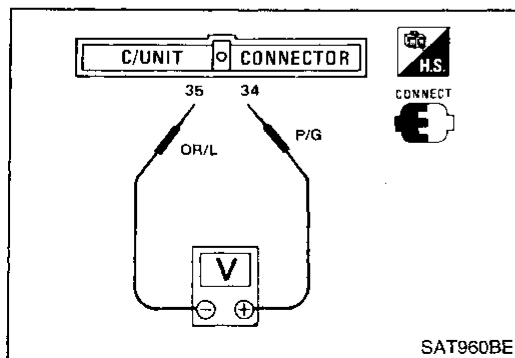 C/UNIT CONNECTOR
H.S.
CONNECT
35 34
OR/L P/G
V
SAT960BE